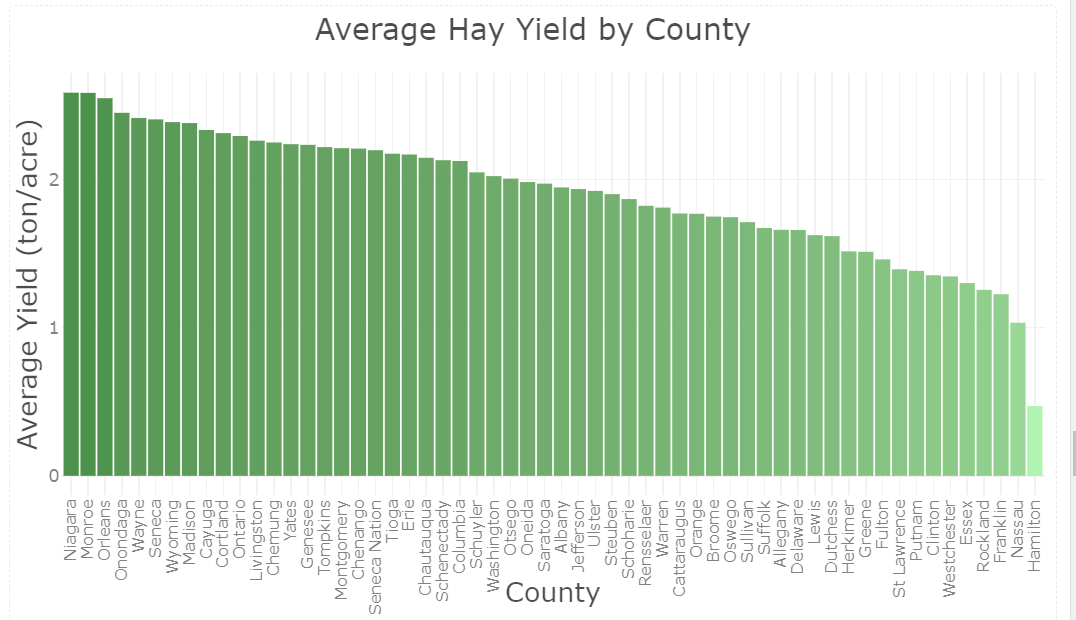 Average Hay Yield by County
Average Yield (ton/acre)
2
1
0
Niagara
Monroe
Orleans
Onondaga
Wayne
Seneca
Wyoming
Madison
Cayuga
Cortland
Ontario
Livingston
Chemung
Yates
Genesee
Tompkins
Montgomery
Chenango
Seneca Nation
Tioga
Erie
Chautauqua
Schenectady
Columbia
Schuyler
Washington
Otsego
Oneida
Saratoga
Albany
Jefferson
Ulster
Steuben
Schoharie
Rensselaer
Warren
Cattaraugus
Orange
Broome
Oswego
Sullivan
Suffolk
Allegany
Delaware
Lewis
Dutchess
Herkimer
Greene
Fulton
St Lawrence
Putnam
Clinton
Westchester
Essex
Rockland
Franklin
Nassau
Hamilton
County